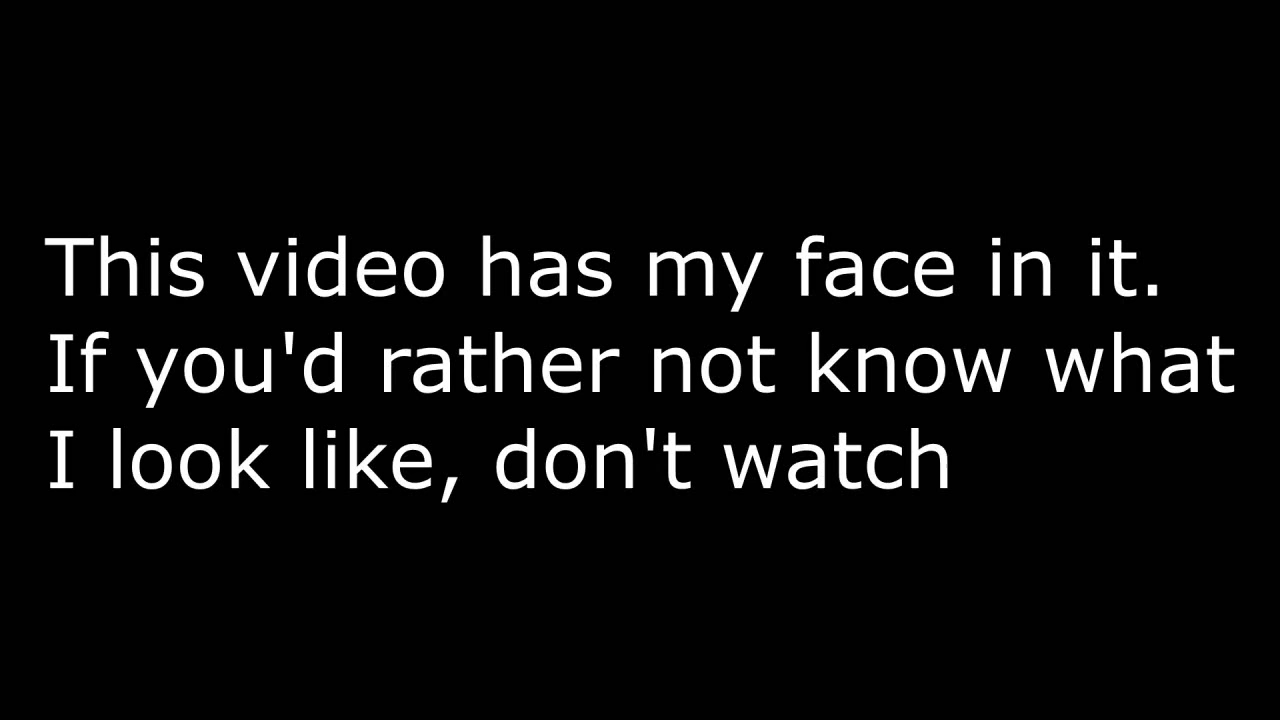 This video has my face in it.
If you'd rather not know what
I look like, don't watch